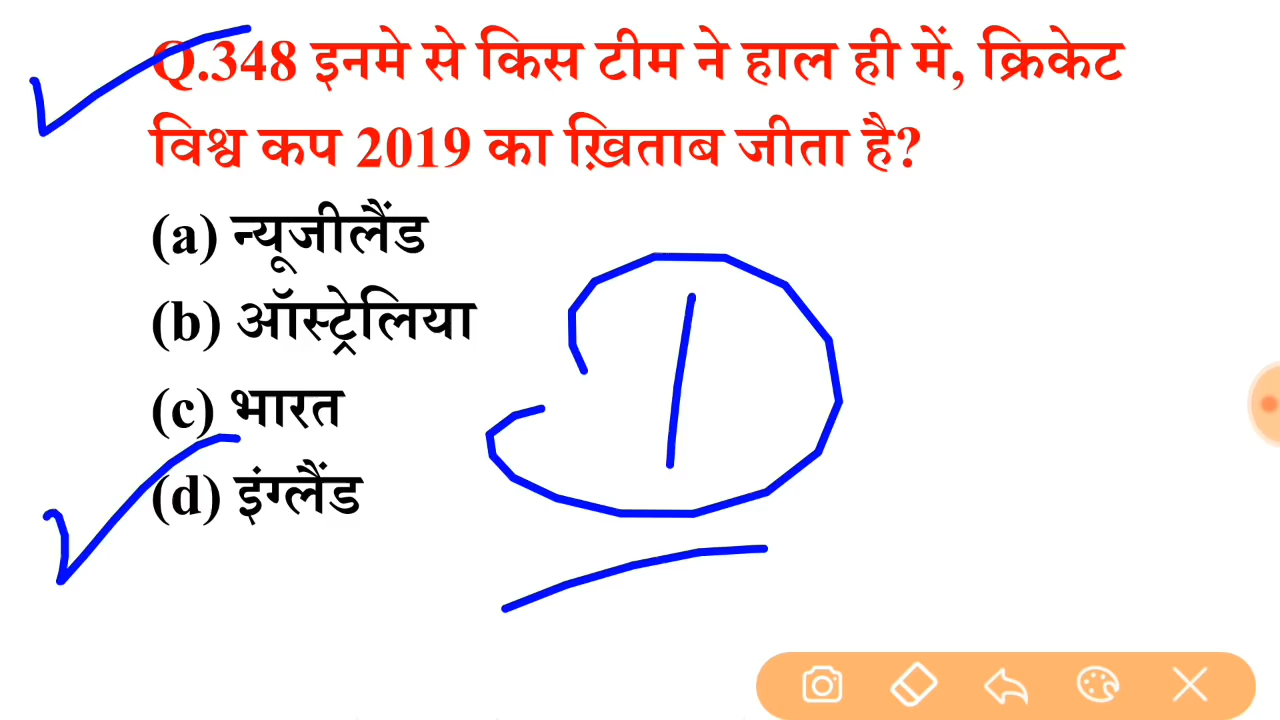 Q.348 इनमे से किस टीम ने हाल ही में, क्रिकेट
विश्व कप 2019 का ख़िताब जीता है?
(a) न्यूजीलैंड
(b) ऑस्ट्रेलिया
(c) भारत
(d) इंग्लैंड
D